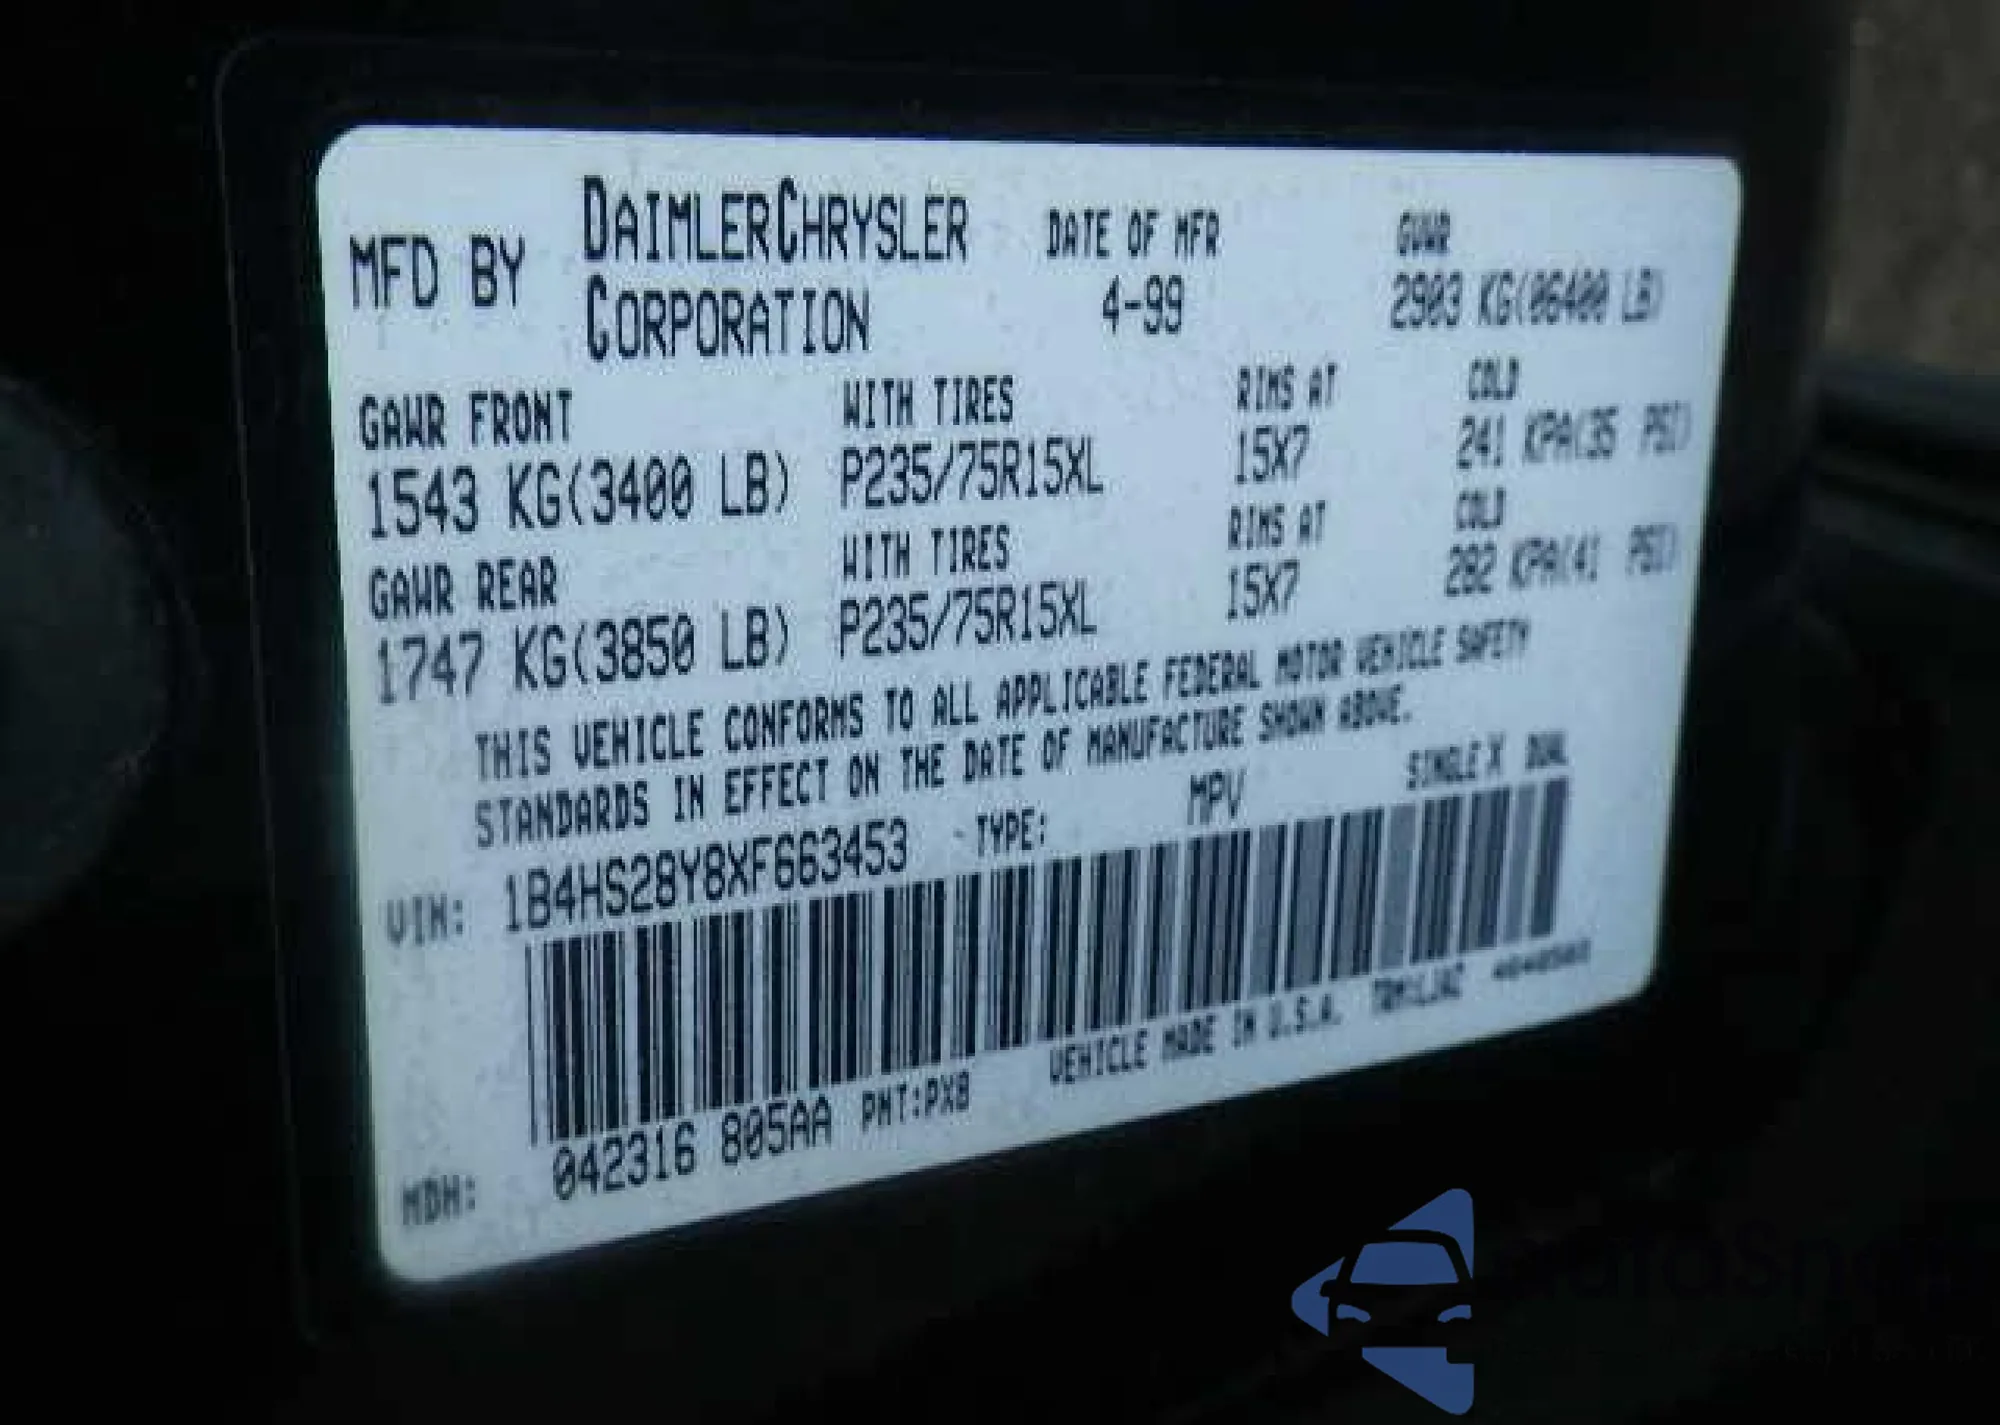 MFD BY DAIMLERCHRYSLER CORPORATION DATE OF MFR 4-99 GVWR 2903 KG(06400 LB)
GAWR FRONT WITH TIRES RIMS AT COLD
1543 KG(3400 LB) P235/75R15XL 15X7 241 KPA(35 PSI)
GAWR REAR WITH TIRES RIMS AT COLD
1747 KG(3850 LB) P235/75R15XL 15X7 282 KPA(41 PSI)
THIS VEHICLE CONFORMS TO ALL APPLICABLE FEDERAL MOTOR VEHICLE SAFETY
STANDARDS IN EFFECT ON THE DATE OF MANUFACTURE SHOWN ABOVE.
VIN: 1B4HS28Y8XF663453 TYPE: MPV SINGLE X DUAL
VEHICLE MADE IN U.S.A.
MDH: 042316 805AA PNT:PX8